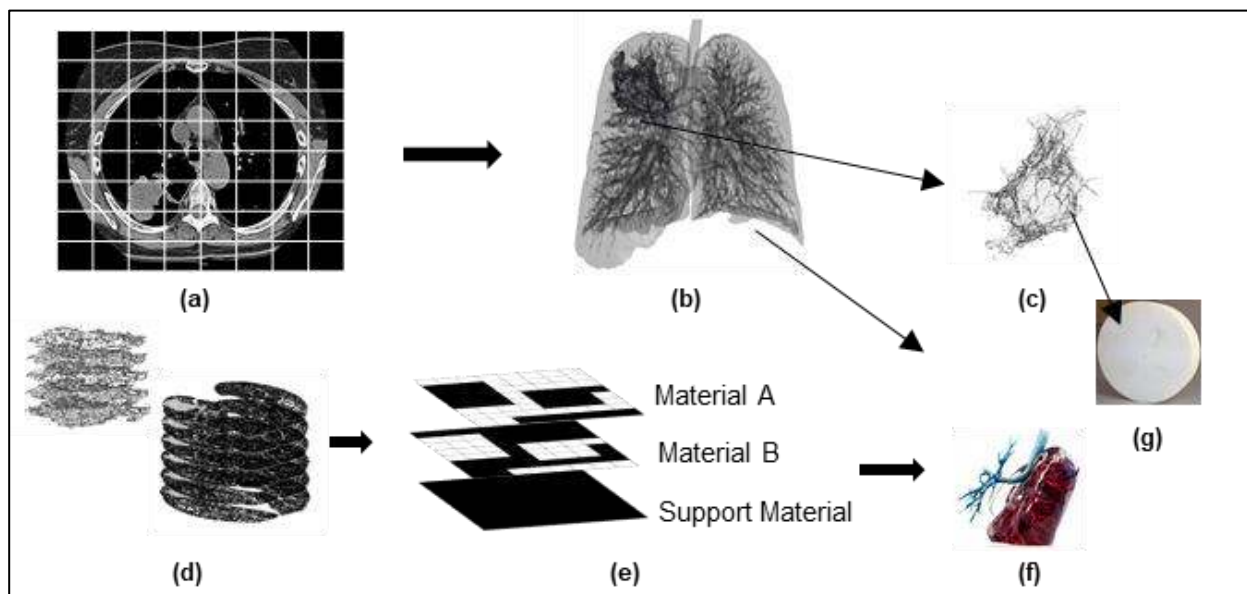 (a)
(b)
(c)
(g)
Material A
Material B
Support Material
(d)
(e)
(f)